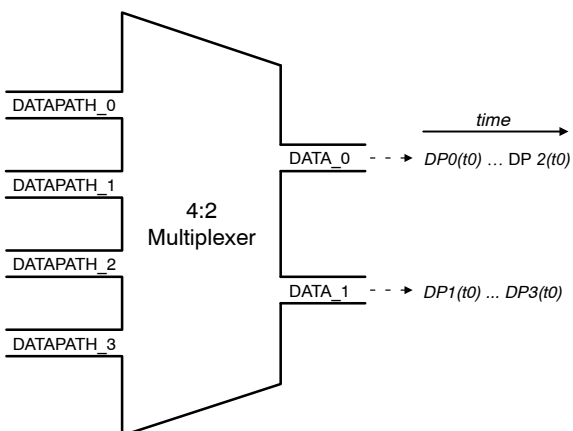 DATAPATH_0
DATAPATH_1
DATAPATH_2
DATAPATH_3
4:2
Multiplexer
DATA_0
DATA_1
time
DP0(t0) … DP 2(t0)
DP1(t0) ... DP3(t0)